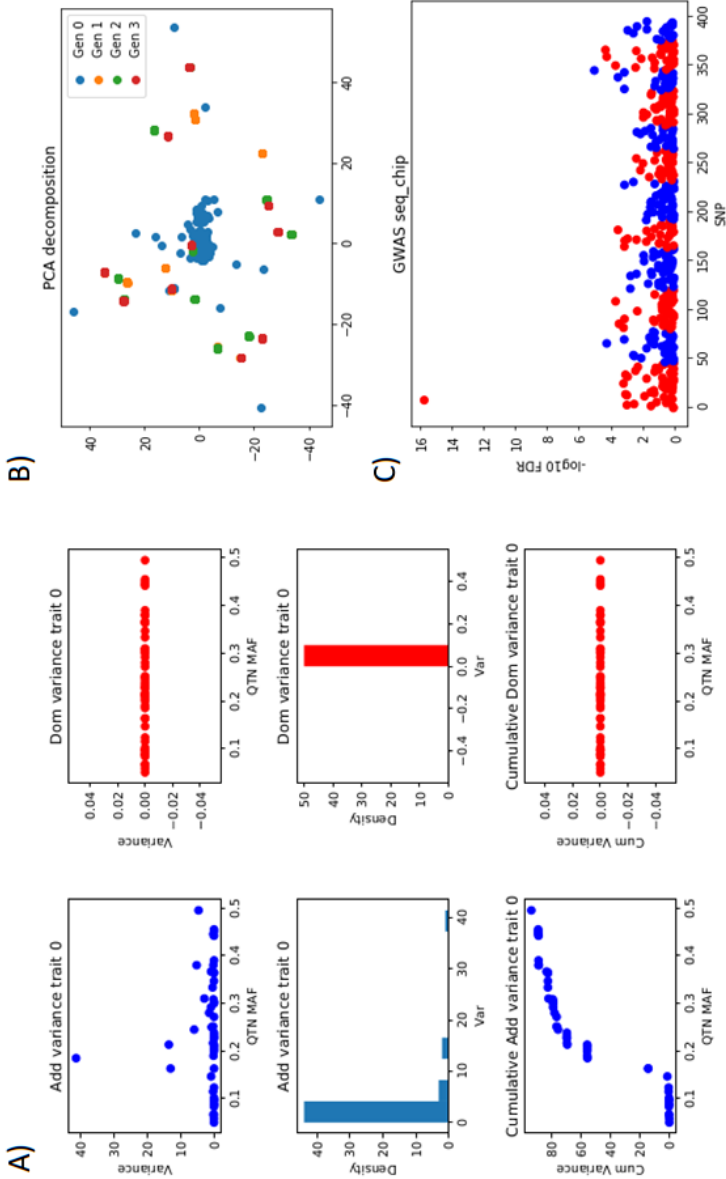 A)
Add variance trait 0
Variance
40
30
20
10
0
0.1 0.2 0.3 0.4 0.5
QTN MAF
Dom variance trait 0
Variance
0.04
0.02
0.00
−0.02
−0.04
0.1 0.2 0.3 0.4 0.5
QTN MAF
Add variance trait 0
Density
40
30
20
10
0
0 10 20 30 40
Var
Dom variance trait 0
Density
50
40
30
20
10
0
−0.4 −0.2 0.0 0.2 0.4
Var
Cumulative Add variance trait 0
Cum Variance
80
60
40
20
0
0.1 0.2 0.3 0.4 0.5
QTN MAF
Cumulative Dom variance trait 0
Cum Variance
0.04
0.02
0.00
−0.02
−0.04
0.1 0.2 0.3 0.4 0.5
QTN MAF
B)
PCA decomposition
Gen 0
Gen 1
Gen 2
Gen 3
40
20
0
−20
−40
−40 −20 0 20 40
C)
GWAS seq_chip
-log10 FDR
16
14
12
10
8
6
4
2
0
0 50 100 150 200 250 300 350 400
SNP